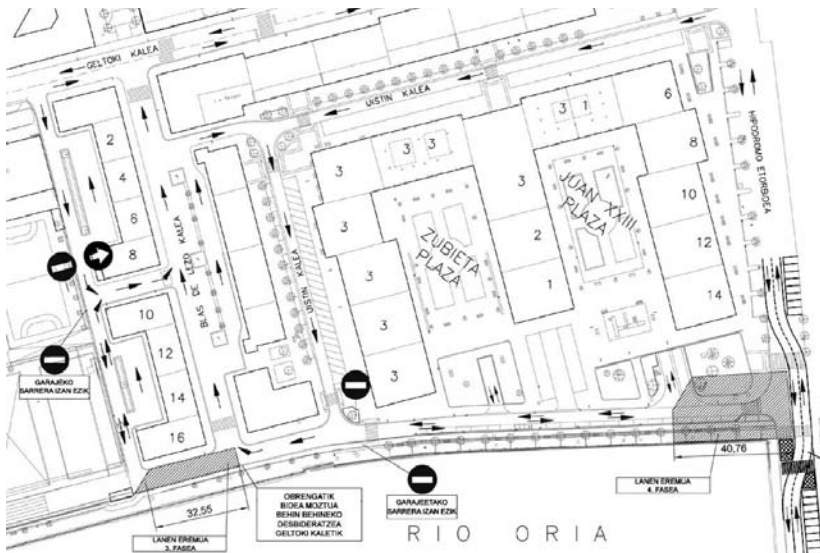 GELTOKI KALEA
UISTIN KALEA
HIPODROMO ETORBIDEA
2
4
6
8
BLAS DE LEZO KALEA
10
12
14
16
UISTIN KALEA
3
3
3
3
3
3
3
ZUBIETA
PLAZA
3
2
1
3
1
JUAN XXIII
PLAZA
6
8
10
12
14
GARAJEKO
SARRERA IZAN EZIK
32,55
LANEN EREMUA
3. FASEA
OBRENGATIK
BIDEA MOZTUA
BEHIN BEHINEKO
DESBIDERATZEA
GELTOKI KALETIK
GARAJEETAKO
SARRERA IZAN EZIK
40,76
LANEN EREMUA
4. FASEA
RIO ORIA